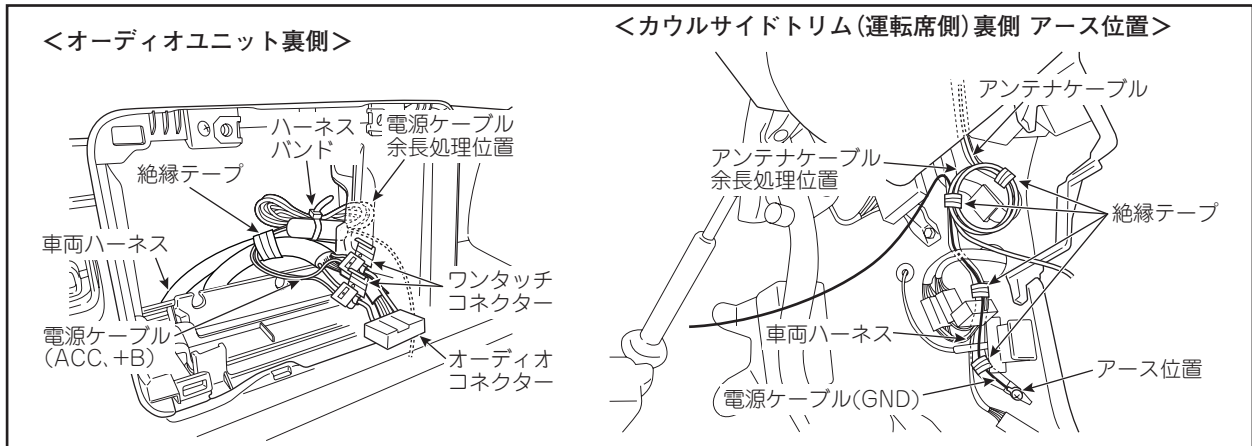 ＜オーディオユニット裏側＞
ハーネス
バンド
電源ケーブル
余長処理位置
絶縁テープ
車両ハーネス
ワンタッチ
コネクター
電源ケーブル
(ACC、+B)
オーディオ
コネクター
＜カウルサイドトリム(運転席側)裏側 アース位置＞
アンテナケーブル
アンテナケーブル
余長処理位置
絶縁テープ
車両ハーネス
アース位置
電源ケーブル(GND)